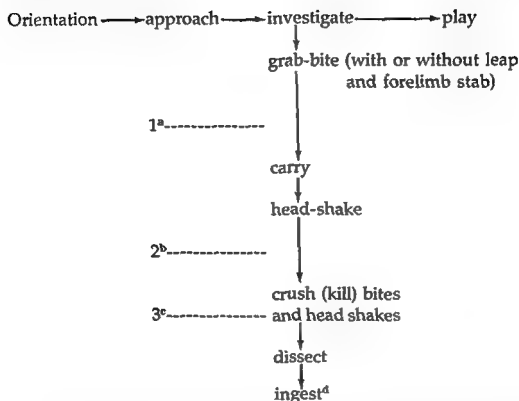 Orientation approach investigate play
grab-bite (with or without leap
and forelimb stab)
1a
carry
head-shake
2b
crush (kill) bites
3c and head shakes
dissect
ingestd